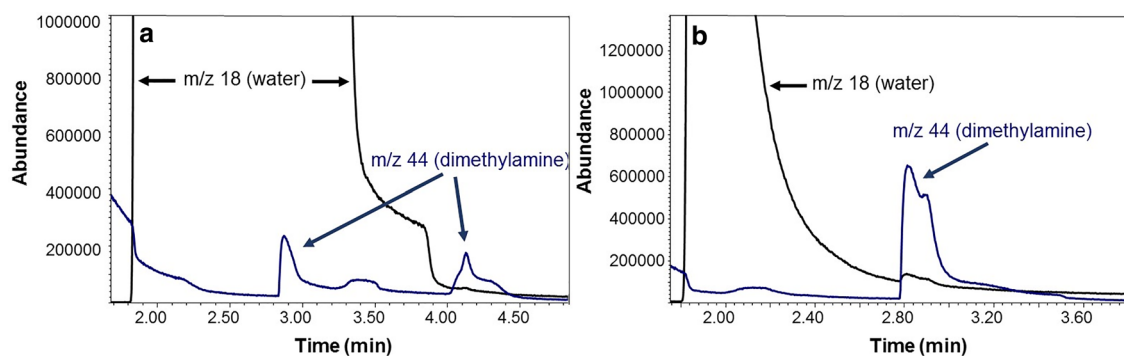 a
1000000
800000
600000
400000
200000
Abundance
m/z 18 (water)
m/z 44 (dimethylamine)
2.00 2.50 3.00 3.50 4.00 4.50
Time (min)
b
1200000
1000000
800000
600000
400000
200000
Abundance
m/z 18 (water)
m/z 44 (dimethylamine)
2.00 2.40 2.80 3.20 3.60
Time (min)